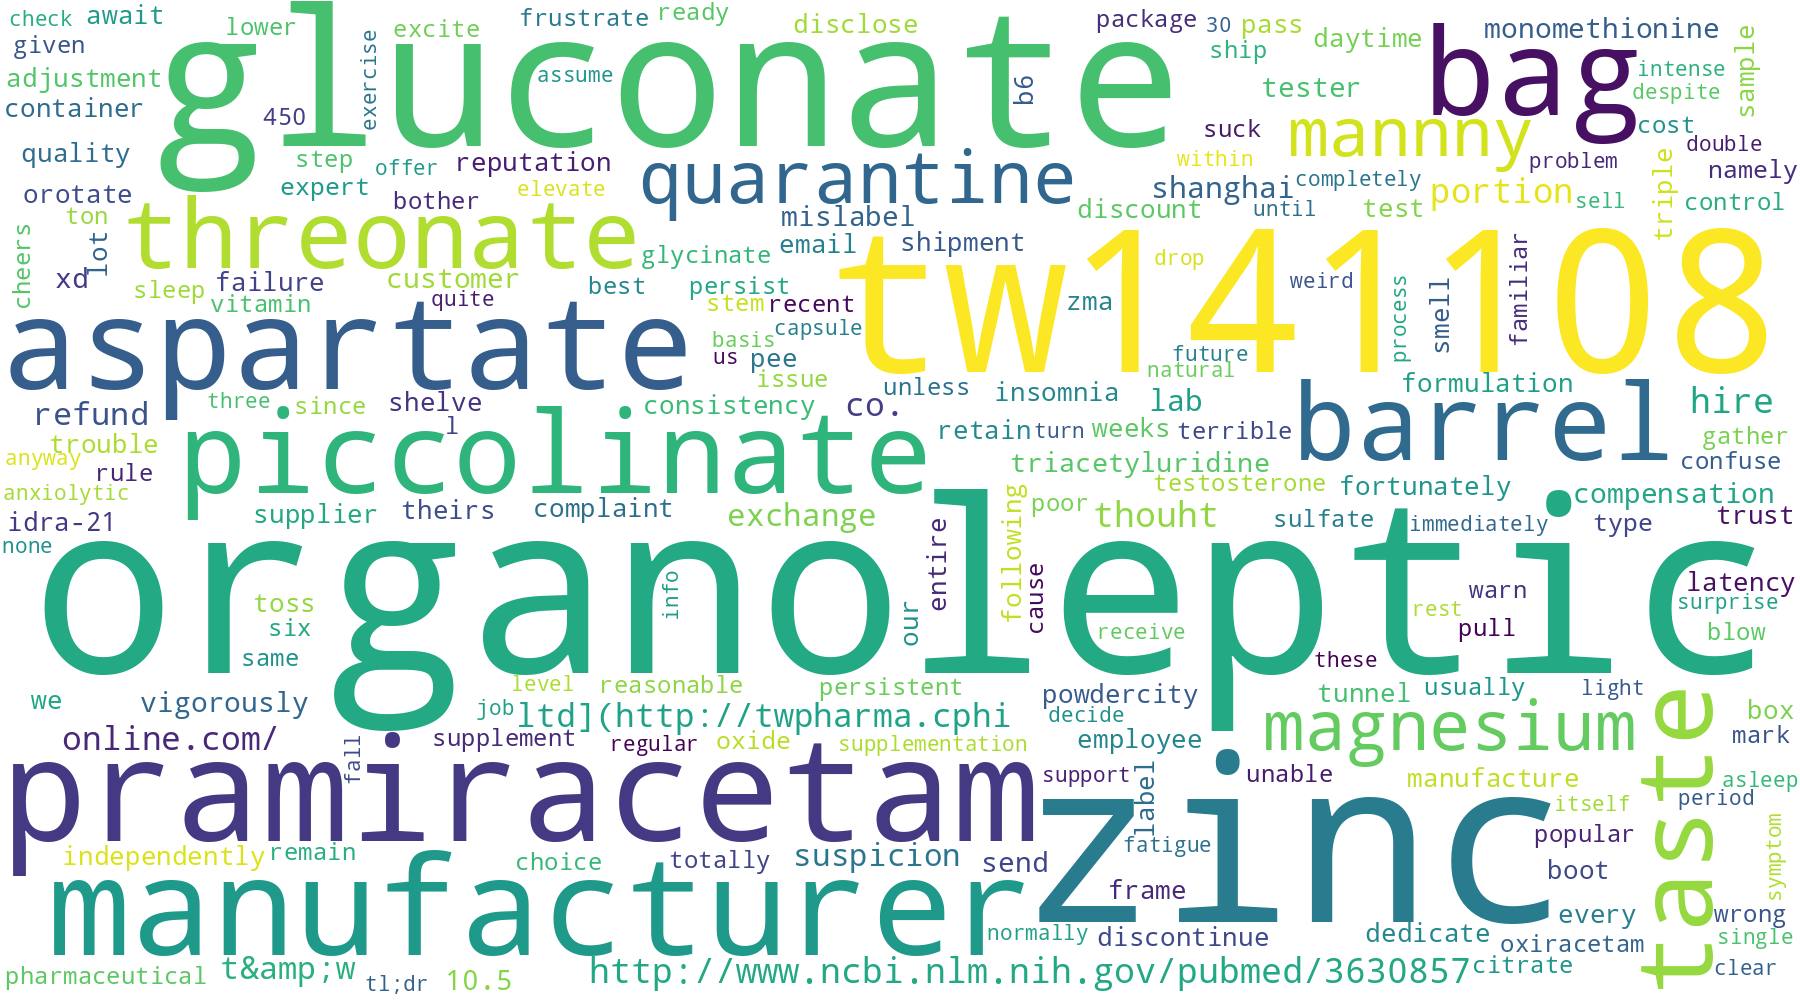 check
await
frustrate
ready
disclose
package
30
pass
monomethionine
given
lower
excite
gluconate
ship
daytime
bag
intense
adjustment
exercise
assume
b6
tester
despite
sample
container
450
suck
mannny
cost
quality
step
offer
reputation
quarantine
within
problem
double
expert
elevate
shanghai
completely
portion
namely
orotate
bother
mislabel
discount
until
test
sell
triple
control
ton
threonate
email
shipment
tw141108
cheers
lot
glycinate
drop
xd
failure
customer
best
persist
weird
familiar
sleep
vitamin
quite
stem
recent
zma
process
smell
aspartate
capsule
basis
us
pee
future
natural
issue
unless
insomnia
formulation
refund
three
since
shelve
consistency
co.
lab
barrel
hire
trouble
l
piccolinate
retain
turn
weeks
terrible
gather
anyway
rule
triacetyluridine
confuse
anxiolytic
testosterone
fortunately
compensation
idra-21
supplier
theirs
complaint
exchange
following
poor
thouht
sulfate
immediately
type
trust
none
organoleptic
entire
cause
info
warn
latency
toss
rest
surprise
six
our
receive
pull
blow
same
these
we
vigorously
level
reasonable
persistent
powdercity
tunnel
usually
light
job
ltd](http://twpharma.cphi
decide
magnesium
taste
box
online.com/
fall
supplement
regular
oxide
supplementation
employee
mark
pramiracetam
support
label
unable
manufacture
asleep
zinc
itself
period
fatigue
popular
symptom
independently
remain
choice
totally
suspicion
send
boot
manufacturer
frame
every
wrong
normally
discontinue
dedicate
oxiracetam
single
pharmaceutical
t&amp;w
tl;dr
10.5
http://www.ncbi.nlm.nih.gov/pubmed/3630857
citrate
clear